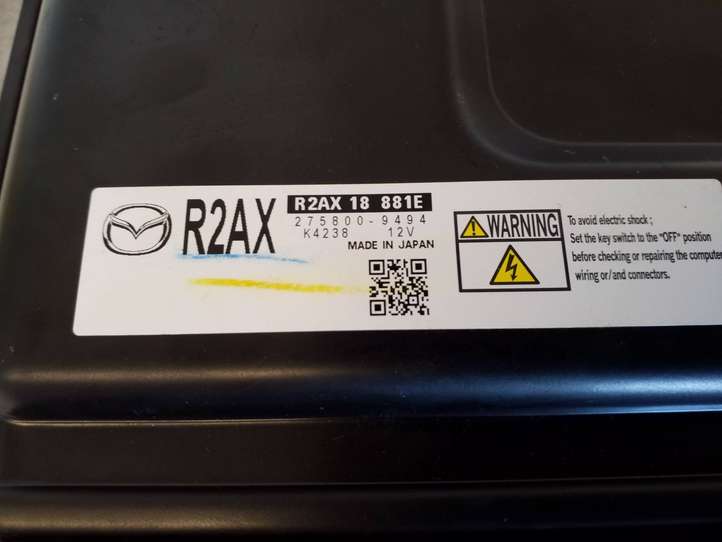 R2AX
R2AX 18 881E
275800-9494
K4238 12V
MADE IN JAPAN
WARNING
To avoid electric shock ;
Set the key switch to the "OFF" position
before checking or repairing the computer
wiring or/and connectors.